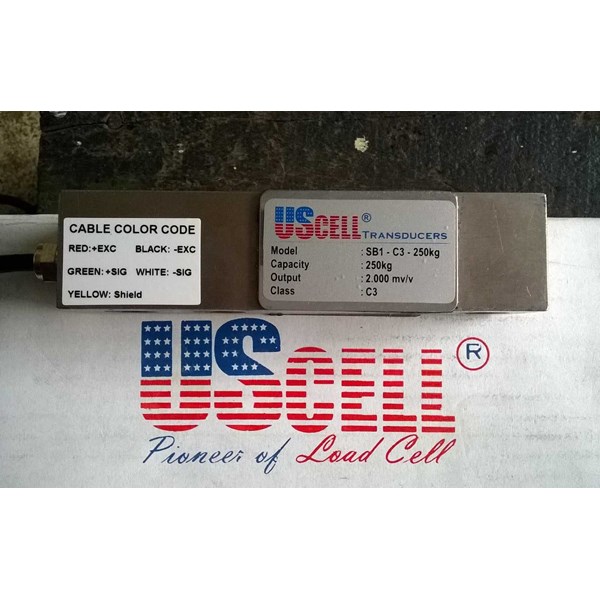 CABLE COLOR CODE
RED:+EXC BLACK: -EXC
GREEN:+SIG WHITE: -SIG
YELLOW: Shield
USCELL® TRANSDUCERS
Model : SB1 - C3 - 250kg
Capacity : 250kg
Output : 2.000 mv/v
Class : C3
USCELL®
Pioneer of Load Cell